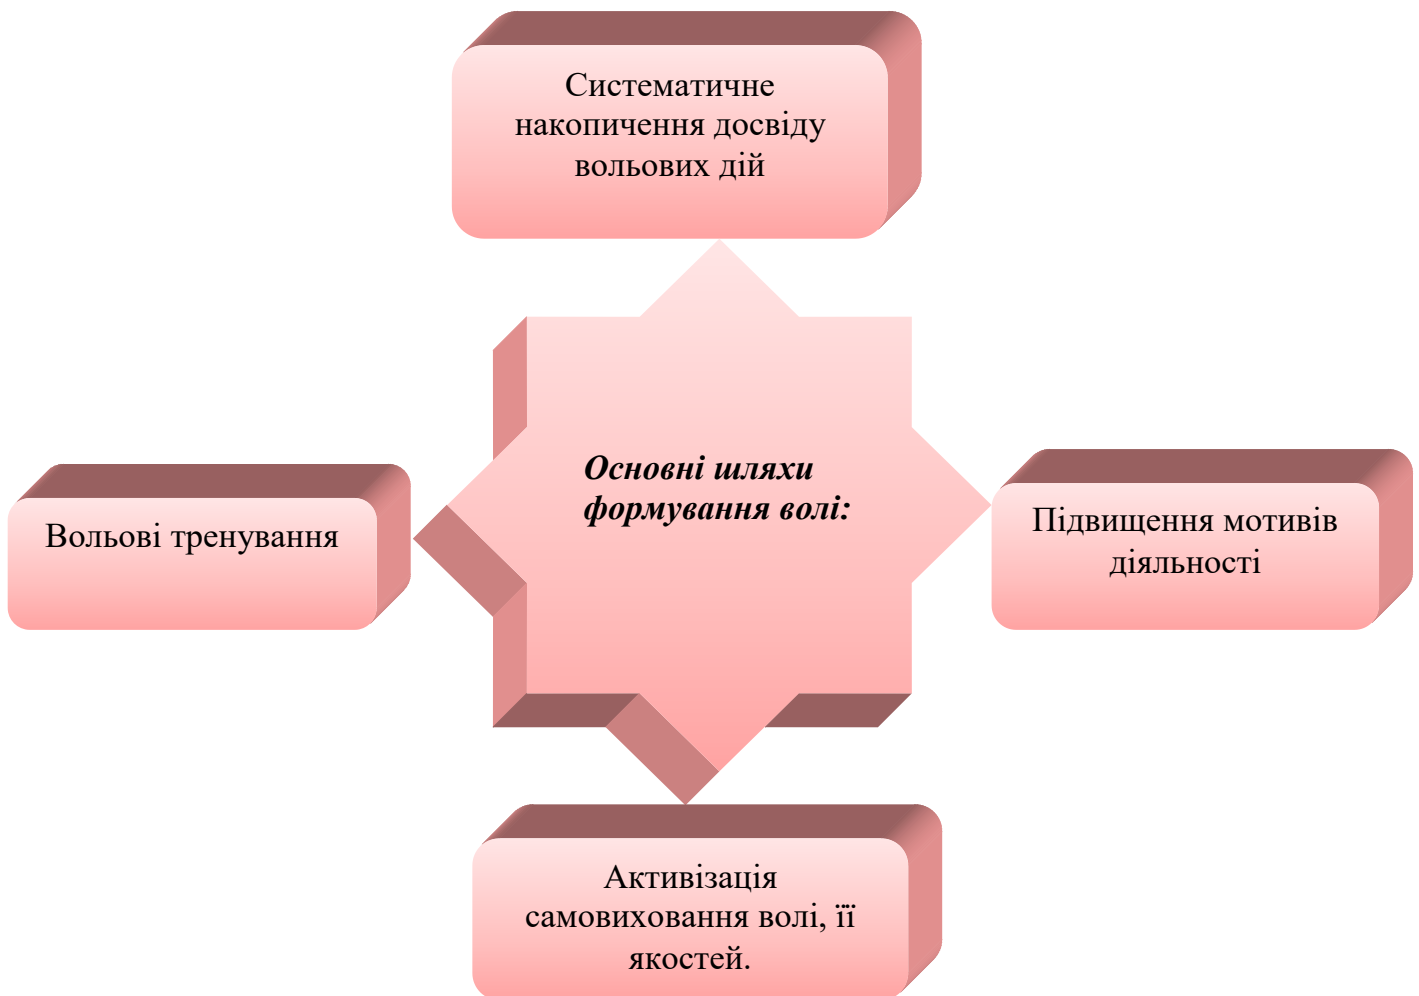 Систематичне
накопичення досвіду
вольових дій
Основні шляхи
формування волі:
Вольові тренування
Підвищення мотивів
діяльності
Активізація
самовиховання волі, її
якостей.